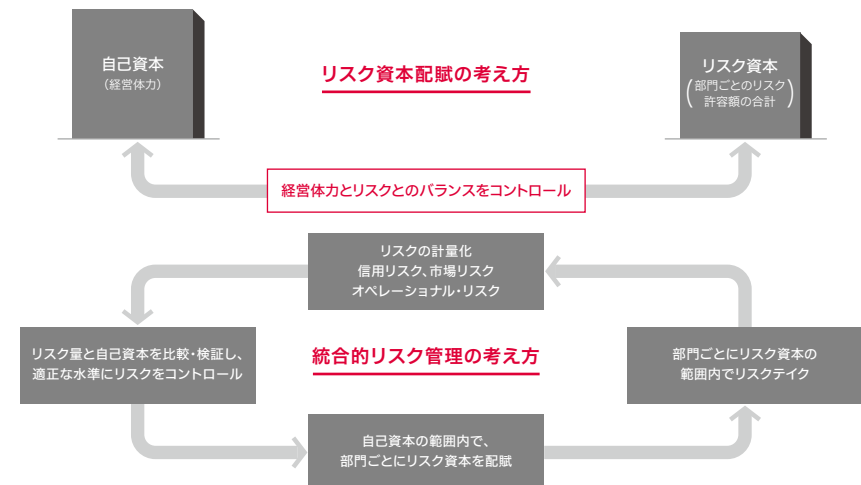 自己資本
（経営体力）
リスク資本配賦の考え方
リスク資本
（部門ごとのリスク
許容額の合計）
経営体力とリスクとのバランスをコントロール
リスクの計量化
信用リスク、市場リスク
オペレーショナル・リスク
リスク量と自己資本を比較・検証し、
適正な水準にリスクをコントロール
統合的リスク管理の考え方
部門ごとにリスク資本の
範囲内でリスクテイク
自己資本の範囲内で、
部門ごとにリスク資本を配賦